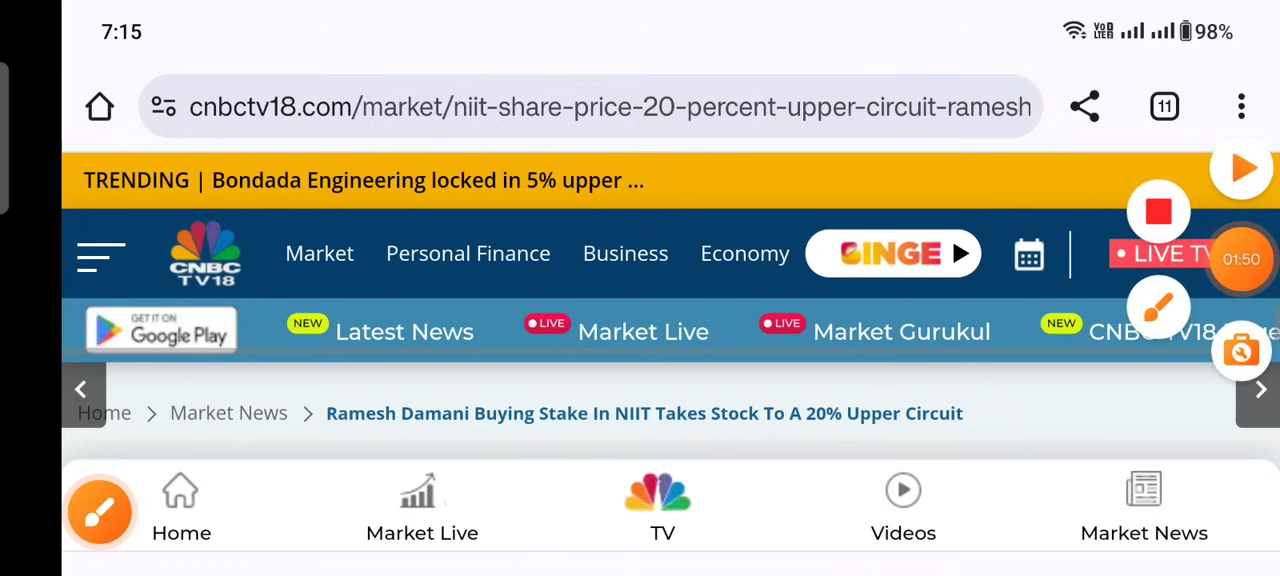 7:15
VoD LTE 98%
cnbctv18.com/market/niit-share-price-20-percent-upper-circuit-ramesh
11
TRENDING | Bondada Engineering locked in 5% upper ...
CNBC TV18 Market Personal Finance Business Economy BINGE LIVE TV
01:50
GET IT ON Google Play NEW Latest News LIVE Market Live LIVE Market Gurukul NEW
Home > Market News > Ramesh Damani Buying Stake In NIIT Takes Stock To A 20% Upper Circuit
Home Market Live TV Videos Market News